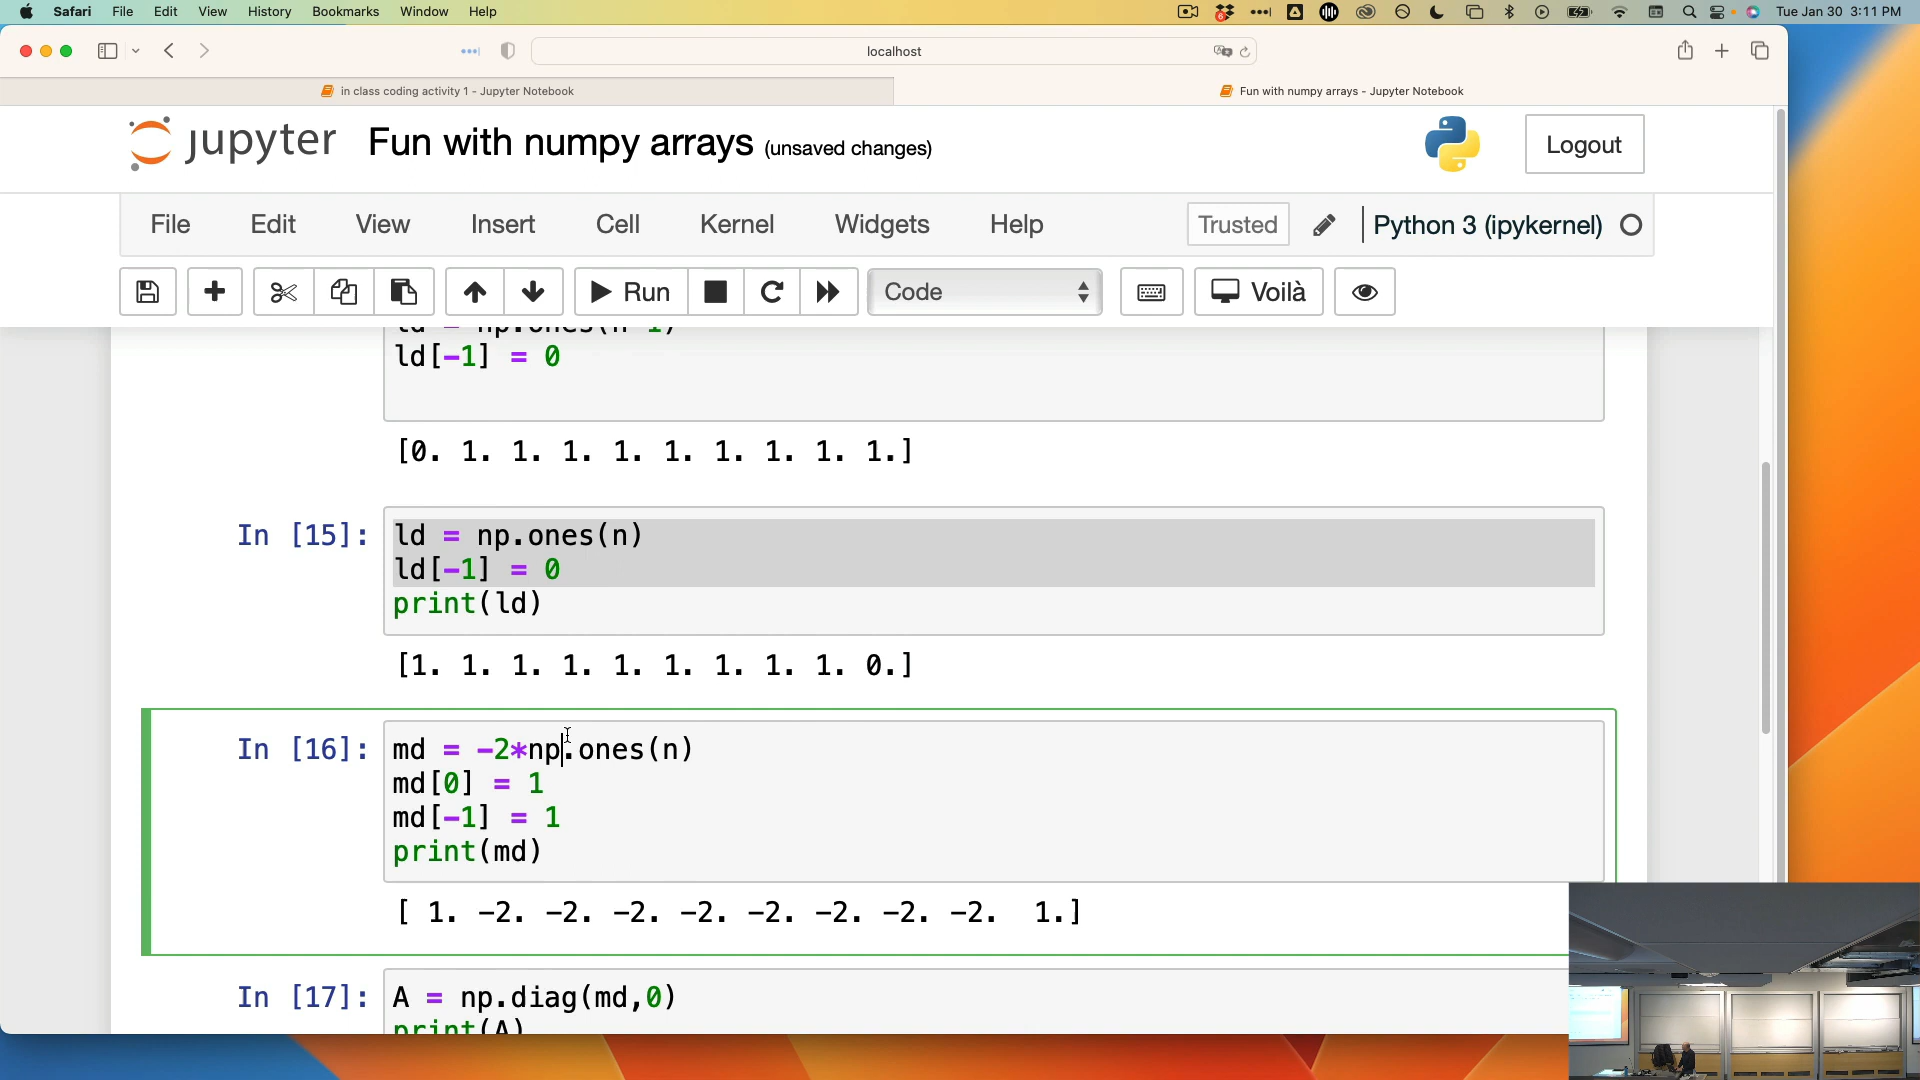 Safari File Edit View History Bookmarks Window Help Tue Jan 30 3:11 PM
localhost
in class coding activity 1 - Jupyter Notebook
Fun with numpy arrays - Jupyter Notebook
jupyter Fun with numpy arrays (unsaved changes)
Logout
File Edit View Insert Cell Kernel Widgets Help Trusted Python 3 (ipykernel)
Run Code Voilà
ld[-1] = 0
[0. 1. 1. 1. 1. 1. 1. 1. 1. 1.]
In [15]: ld = np.ones(n)
ld[-1] = 0
print(ld)
[1. 1. 1. 1. 1. 1. 1. 1. 1. 0.]
In [16]: md = -2*np.ones(n)
md[0] = 1
md[-1] = 1
print(md)
[ 1. -2. -2. -2. -2. -2. -2. -2. -2.  1.]
In [17]: A = np.diag(md,0)
print(A)